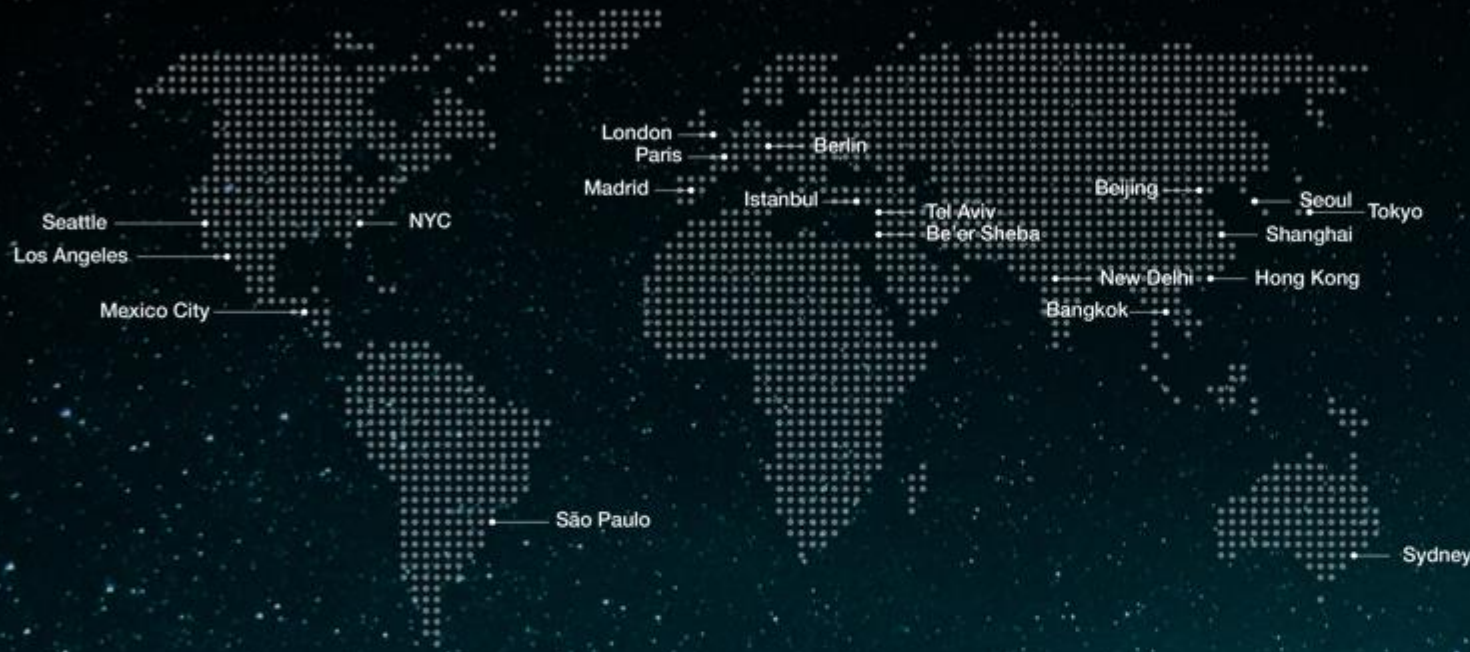 London
Berlin
Paris
Madrid
Istanbul
Beijing
Seoul
Tokyo
Tel Aviv
Seattle
NYC
Be'er Sheba
Shanghai
Los Angeles
New Delhi
Hong Kong
Mexico City
Bangkok
São Paulo
Sydney